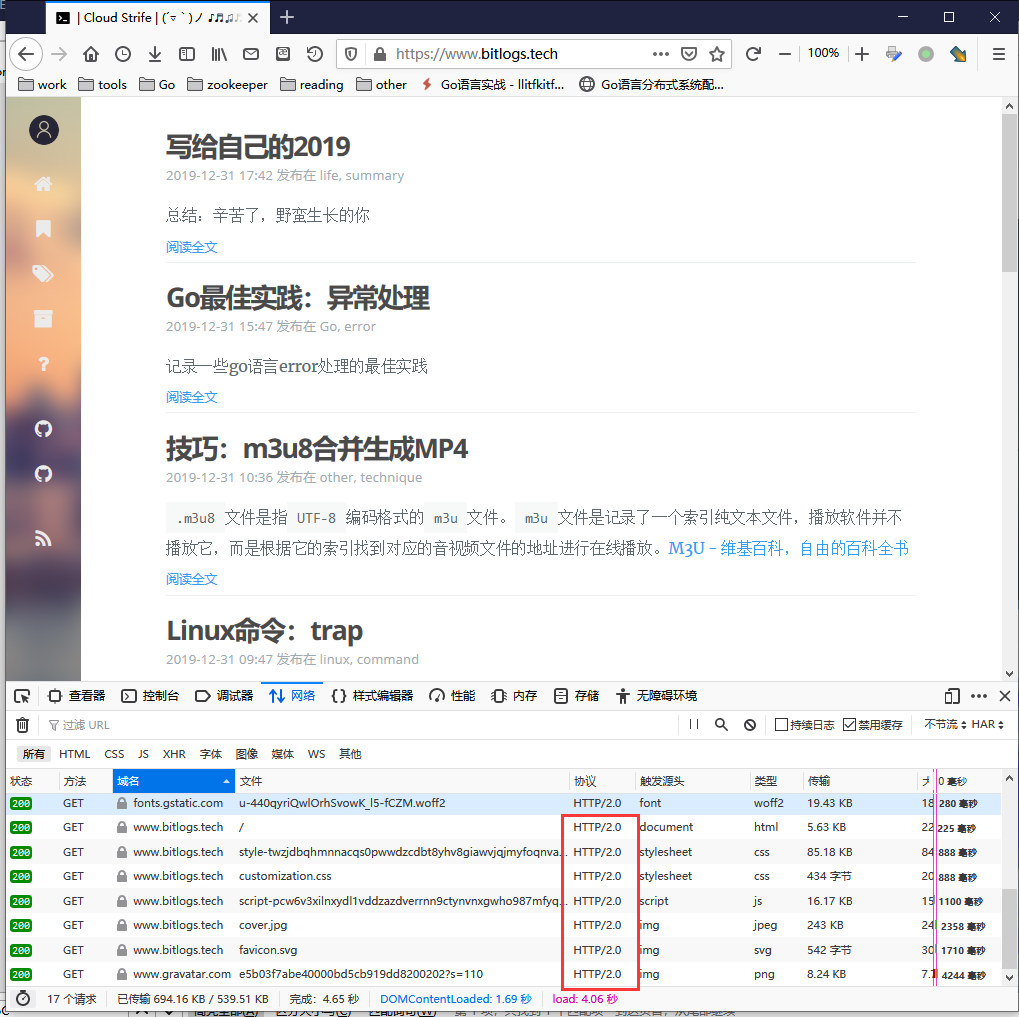 | Cloud Strife | (´▽｀)ノ ♪♬♫♪
https://www.bitlogs.tech 100%
work tools Go zookeeper reading other Go语言实战 - llitfkitf... Go语言分布式系统配...
写给自己的2019
2019-12-31 17:42 发布在 life, summary
总结：辛苦了，野蛮生长的你
阅读全文
Go最佳实践：异常处理
2019-12-31 15:47 发布在 Go, error
记录一些go语言error处理的最佳实践
阅读全文
技巧：m3u8合并生成MP4
2019-12-31 10:36 发布在 other, technique
.m3u8 文件是指 UTF-8 编码格式的 m3u 文件。 m3u 文件是记录了一个索引纯文本文件，播放软件并不
播放它，而是根据它的索引找到对应的音视频文件的地址进行在线播放。M3U - 维基百科，自由的百科全书
阅读全文
Linux命令：trap
2019-12-31 09:47 发布在 linux, command
查看器 控制台 调试器 网络 样式编辑器 性能 内存 存储 无障碍环境
过滤 URL 持续日志 禁用缓存 不节流 HAR
所有 HTML CSS JS XHR 字体 图像 媒体 WS 其他
状态 方法 域名 文件 协议 触发源头 类型 传输 0 毫秒
200 GET fonts.gstatic.com u-440qyriQwlOrhSvowK_l5-fCZM.woff2 HTTP/2.0 font woff2 19.43 KB 18 280 毫秒
200 GET www.bitlogs.tech / HTTP/2.0 document html 5.63 KB 22 225 毫秒
200 GET www.bitlogs.tech style-twzjdbqhmnnacqs0pwwdzcdbt8yhv8giawvjqjmyfoqnva... HTTP/2.0 stylesheet css 85.18 KB 84 888 毫秒
200 GET www.bitlogs.tech customization.css HTTP/2.0 stylesheet css 434 字节 20 888 毫秒
200 GET www.bitlogs.tech script-pcw6v3xilnxydl1vddzazdverrnn9ctynvnxgwho987mfyq... HTTP/2.0 script js 16.17 KB 15 1100 毫秒
200 GET www.bitlogs.tech cover.jpg HTTP/2.0 img jpeg 243 KB 24 2358 毫秒
200 GET www.bitlogs.tech favicon.svg HTTP/2.0 img svg 542 字节 30 1710 毫秒
200 GET www.gravatar.com e5b03f7abe40000bd5cb919dd8200202?s=110 HTTP/2.0 img png 8.24 KB 7.1 4244 毫秒
17 个请求 已传输 694.16 KB / 539.51 KB 完成：4.65 秒 DOMContentLoaded: 1.69 秒 load: 4.06 秒